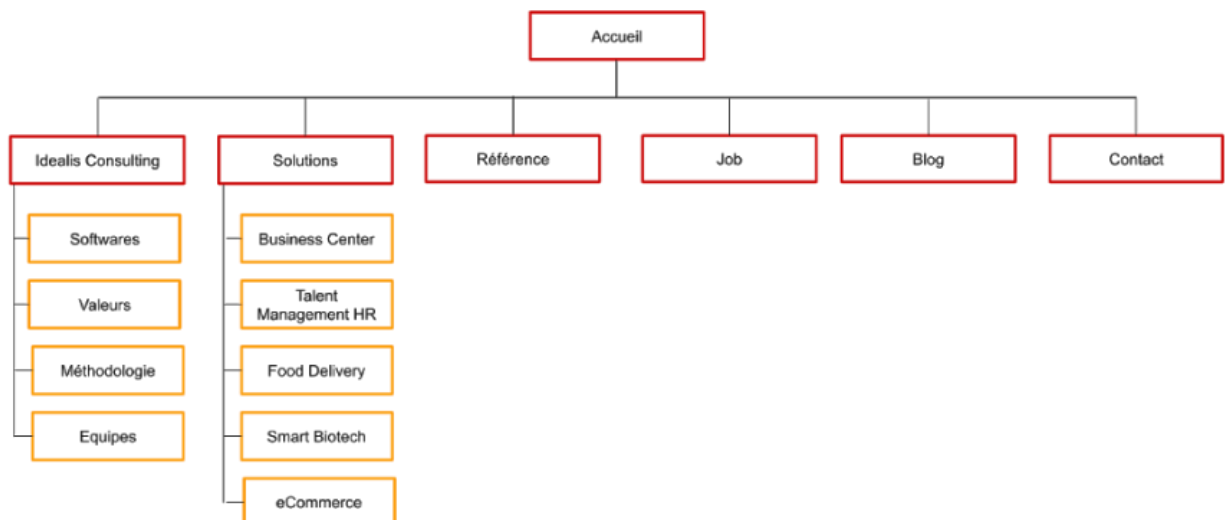 Accueil
Idealis Consulting
Solutions
Référence
Job
Blog
Contact
Softwares
Valeurs
Méthodologie
Equipes
Business Center
Talent
Management HR
Food Delivery
Smart Biotech
eCommerce